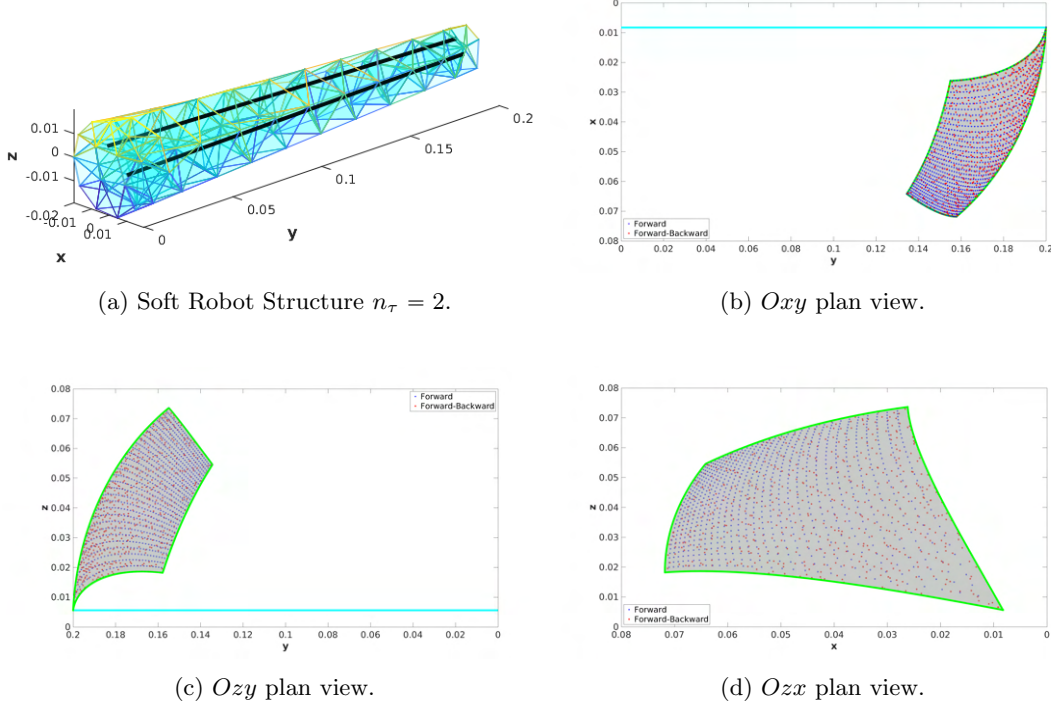 0.01
0
-0.01
-0.02
z
-0.01
0
0.01
x
0
0.05
0.1
0.15
0.2
y
(a) Soft Robot Structure nτ = 2.
0
0.01
0.02
0.03
0.04
0.05
0.06
0.07
0.08
x
Forward
Forward-Backward
0 0.02 0.04 0.06 0.08 0.1 0.12 0.14 0.16 0.18 0.2
y
(b) Oxy plan view.
0.08
0.07
0.06
0.05
0.04
0.03
0.02
0.01
0
z
Forward
Forward-Backward
0.2 0.18 0.16 0.14 0.12 0.1 0.08 0.06 0.04 0.02 0
y
(c) Ozy plan view.
0.08
0.07
0.06
0.05
0.04
0.03
0.02
0.01
0
z
Forward
Forward-Backward
0.08 0.07 0.06 0.05 0.04 0.03 0.02 0.01 0
x
(d) Ozx plan view.